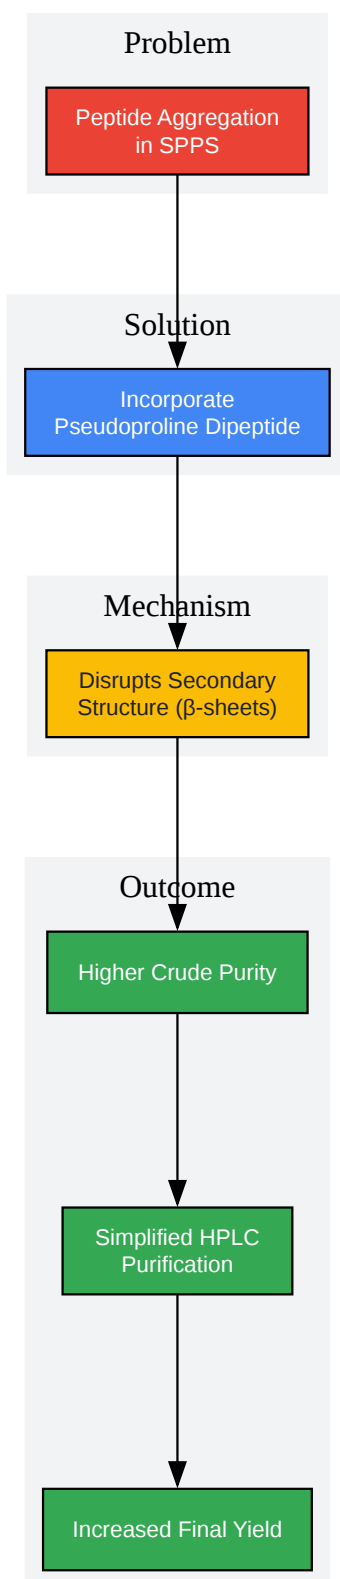 Problem
Peptide Aggregation
in SPPS
Solution
Incorporate
Pseudoproline Dipeptide
Mechanism
Disrupts Secondary
Structure (β-sheets)
Outcome
Higher Crude Purity
Simplified HPLC
Purification
Increased Final Yield